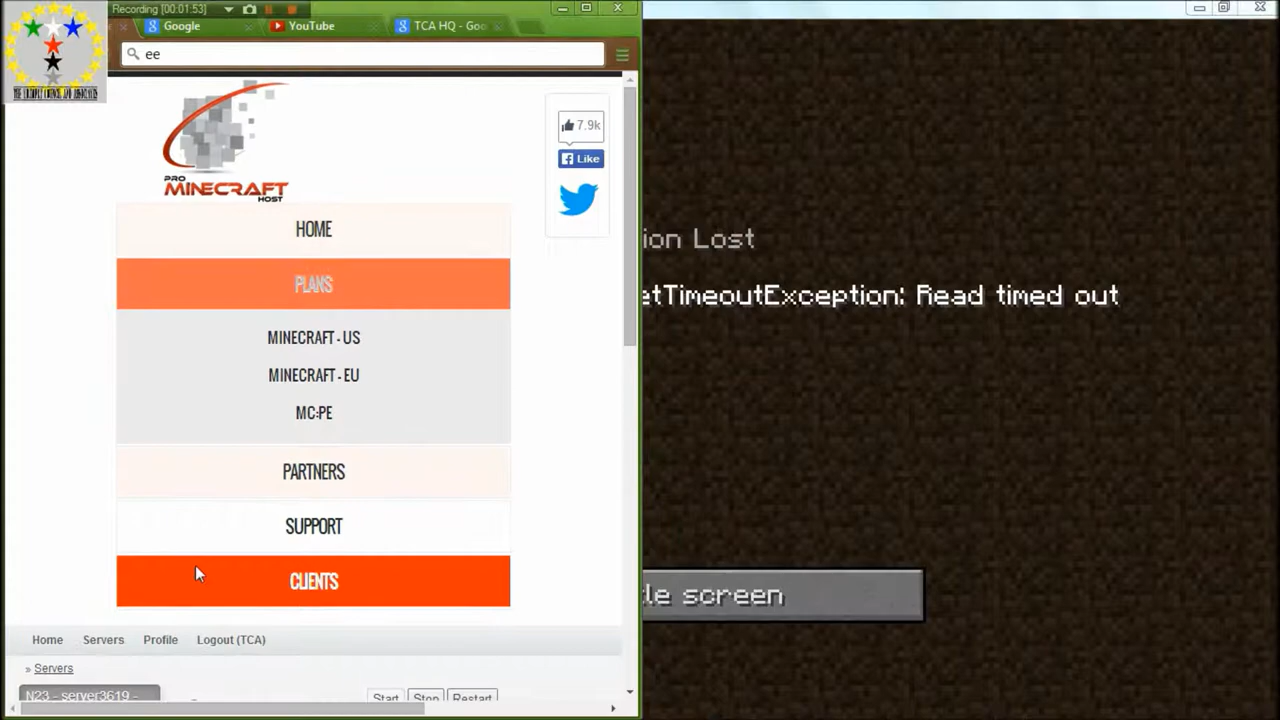 Recording [00:01:53]
Google
YouTube
TCA HQ - Goo
ee
PRO
MINECRAFT
HOST
7.9k
Like
HOME
PLANS
MINECRAFT - US
MINECRAFT - EU
MC:PE
PARTNERS
SUPPORT
CLIENTS
Home Servers Profile Logout (TCA)
» Servers
N23 - server3619 -
Start Stop Restart
ion Lost
etTimeoutException: Read timed out
le screen